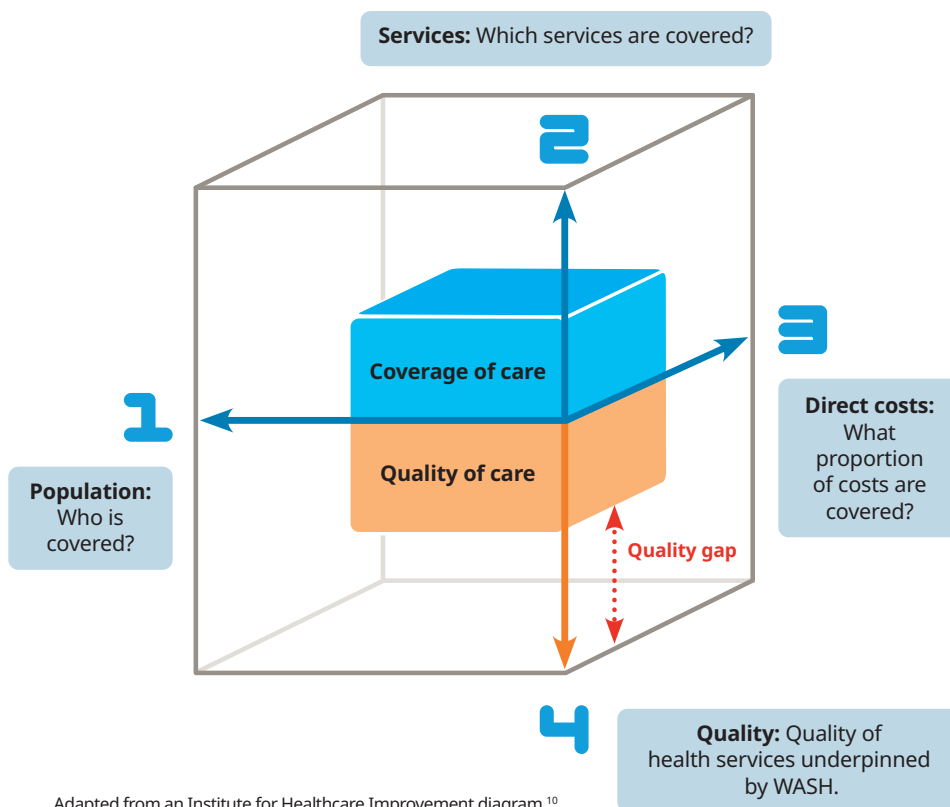 Services: Which services are covered?
2
3
Coverage of care
1
Direct costs:
What
proportion
of costs are
covered?
Quality of care
Population:
Who is
covered?
Quality gap
4
Quality: Quality of
health services underpinned
by WASH.
Adapted from an Institute for Healthcare Improvement diagram.10